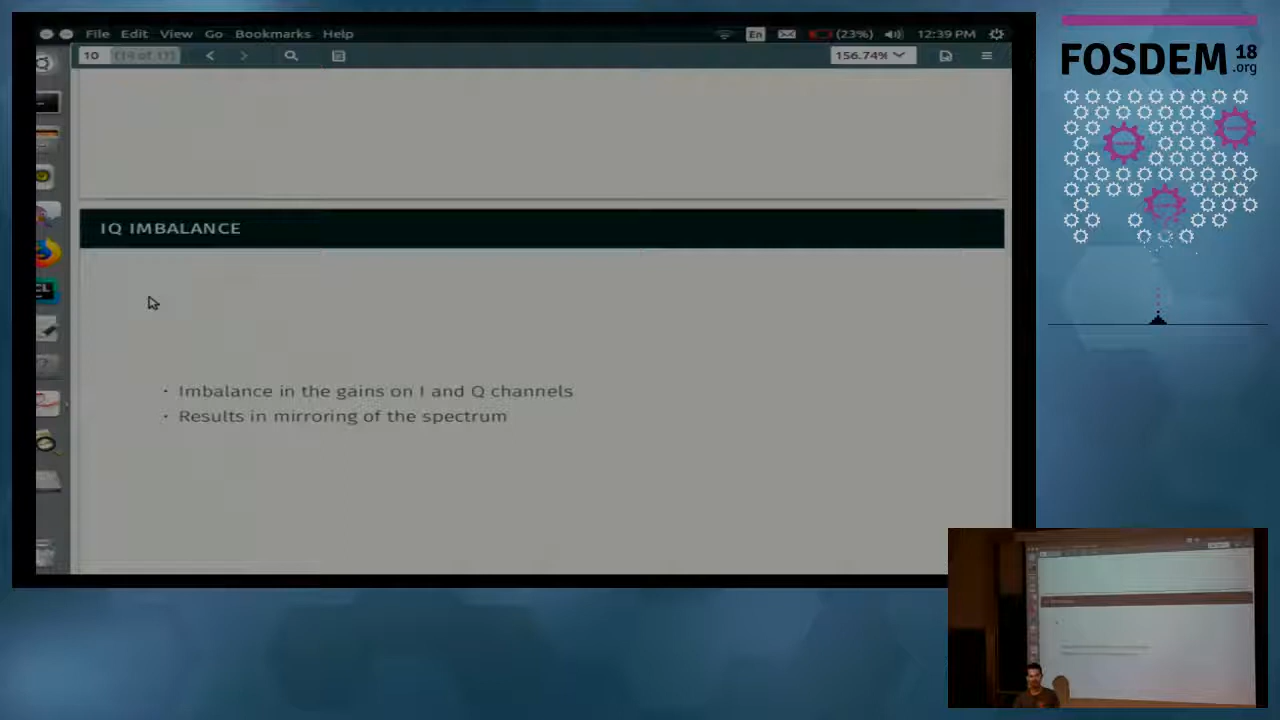 File Edit View Go Bookmarks Help
En
(23%)
12:39 PM
10
156.74%
IQ IMBALANCE
· Imbalance in the gains on I and Q channels
· Results in mirroring of the spectrum
FOSDEM 18
.org